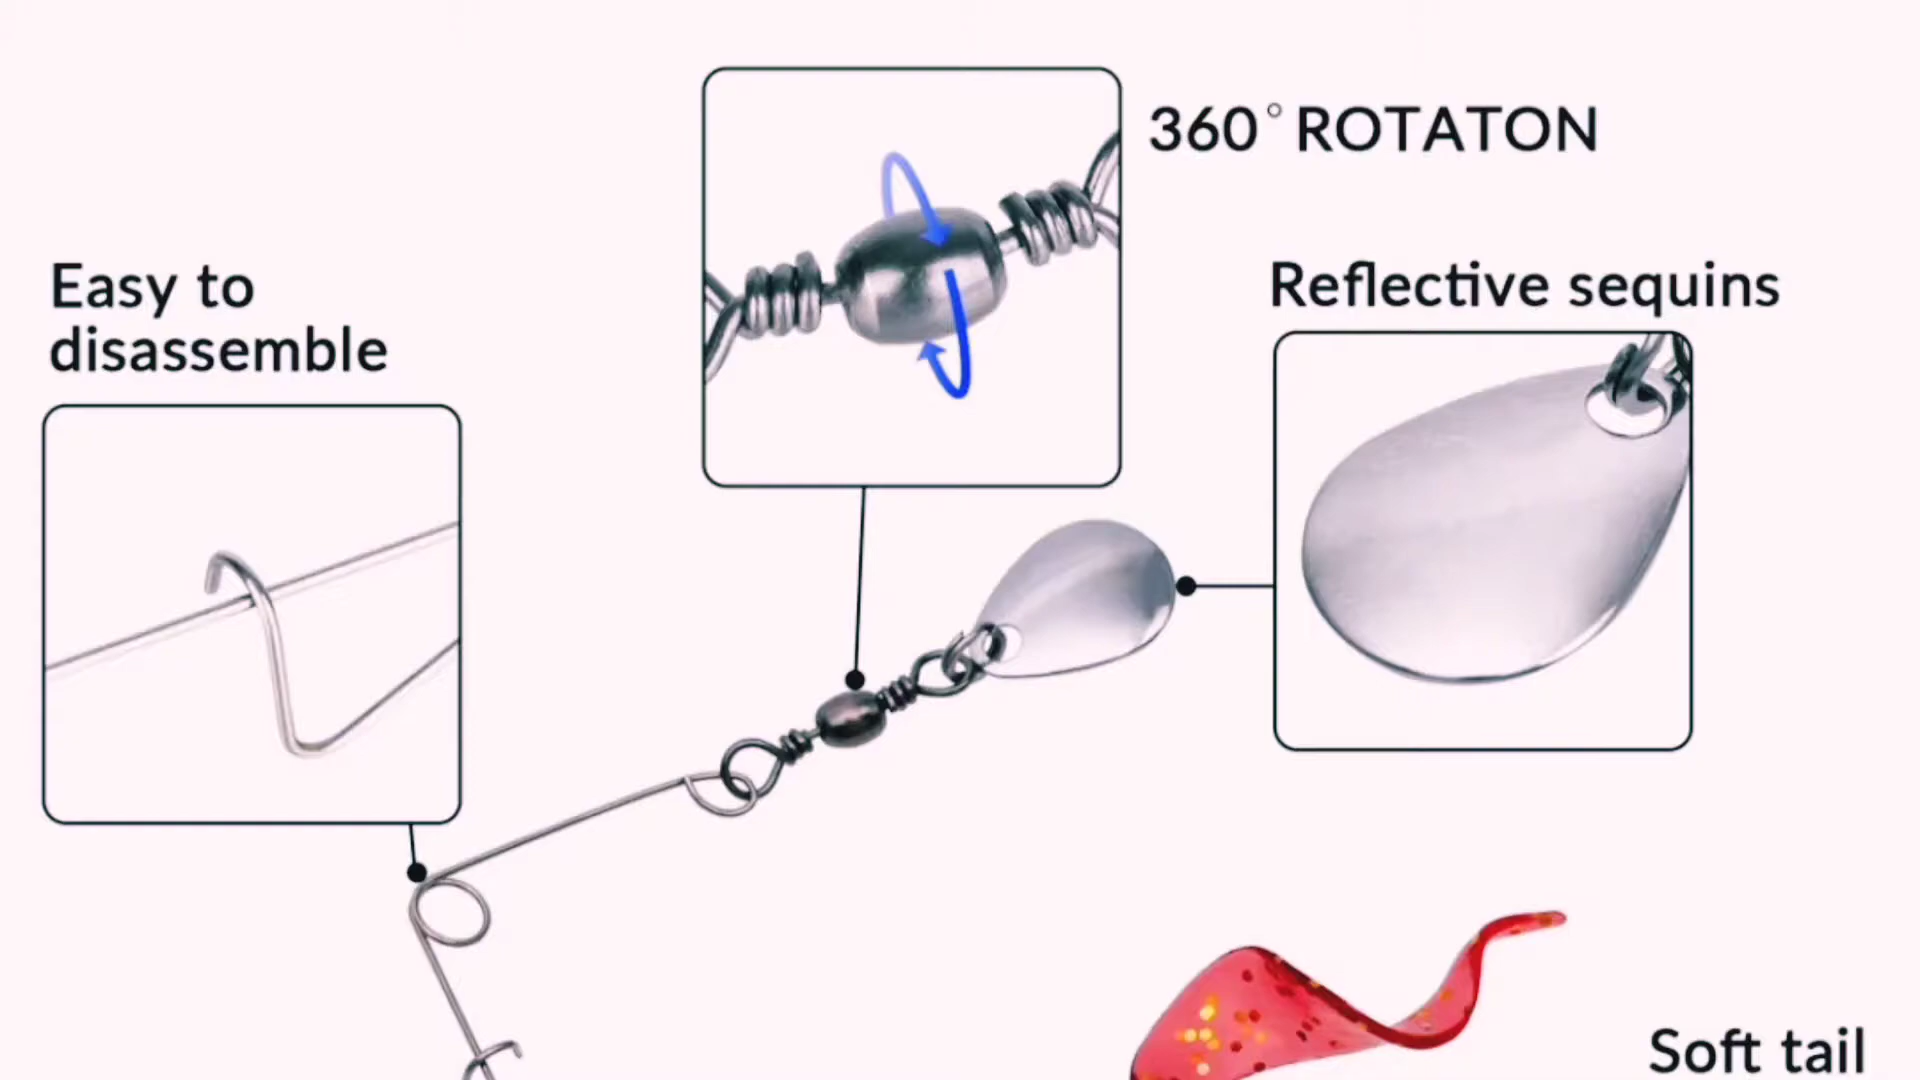 360° ROTATON
Easy to
disassemble
Reflective sequins
Soft tail